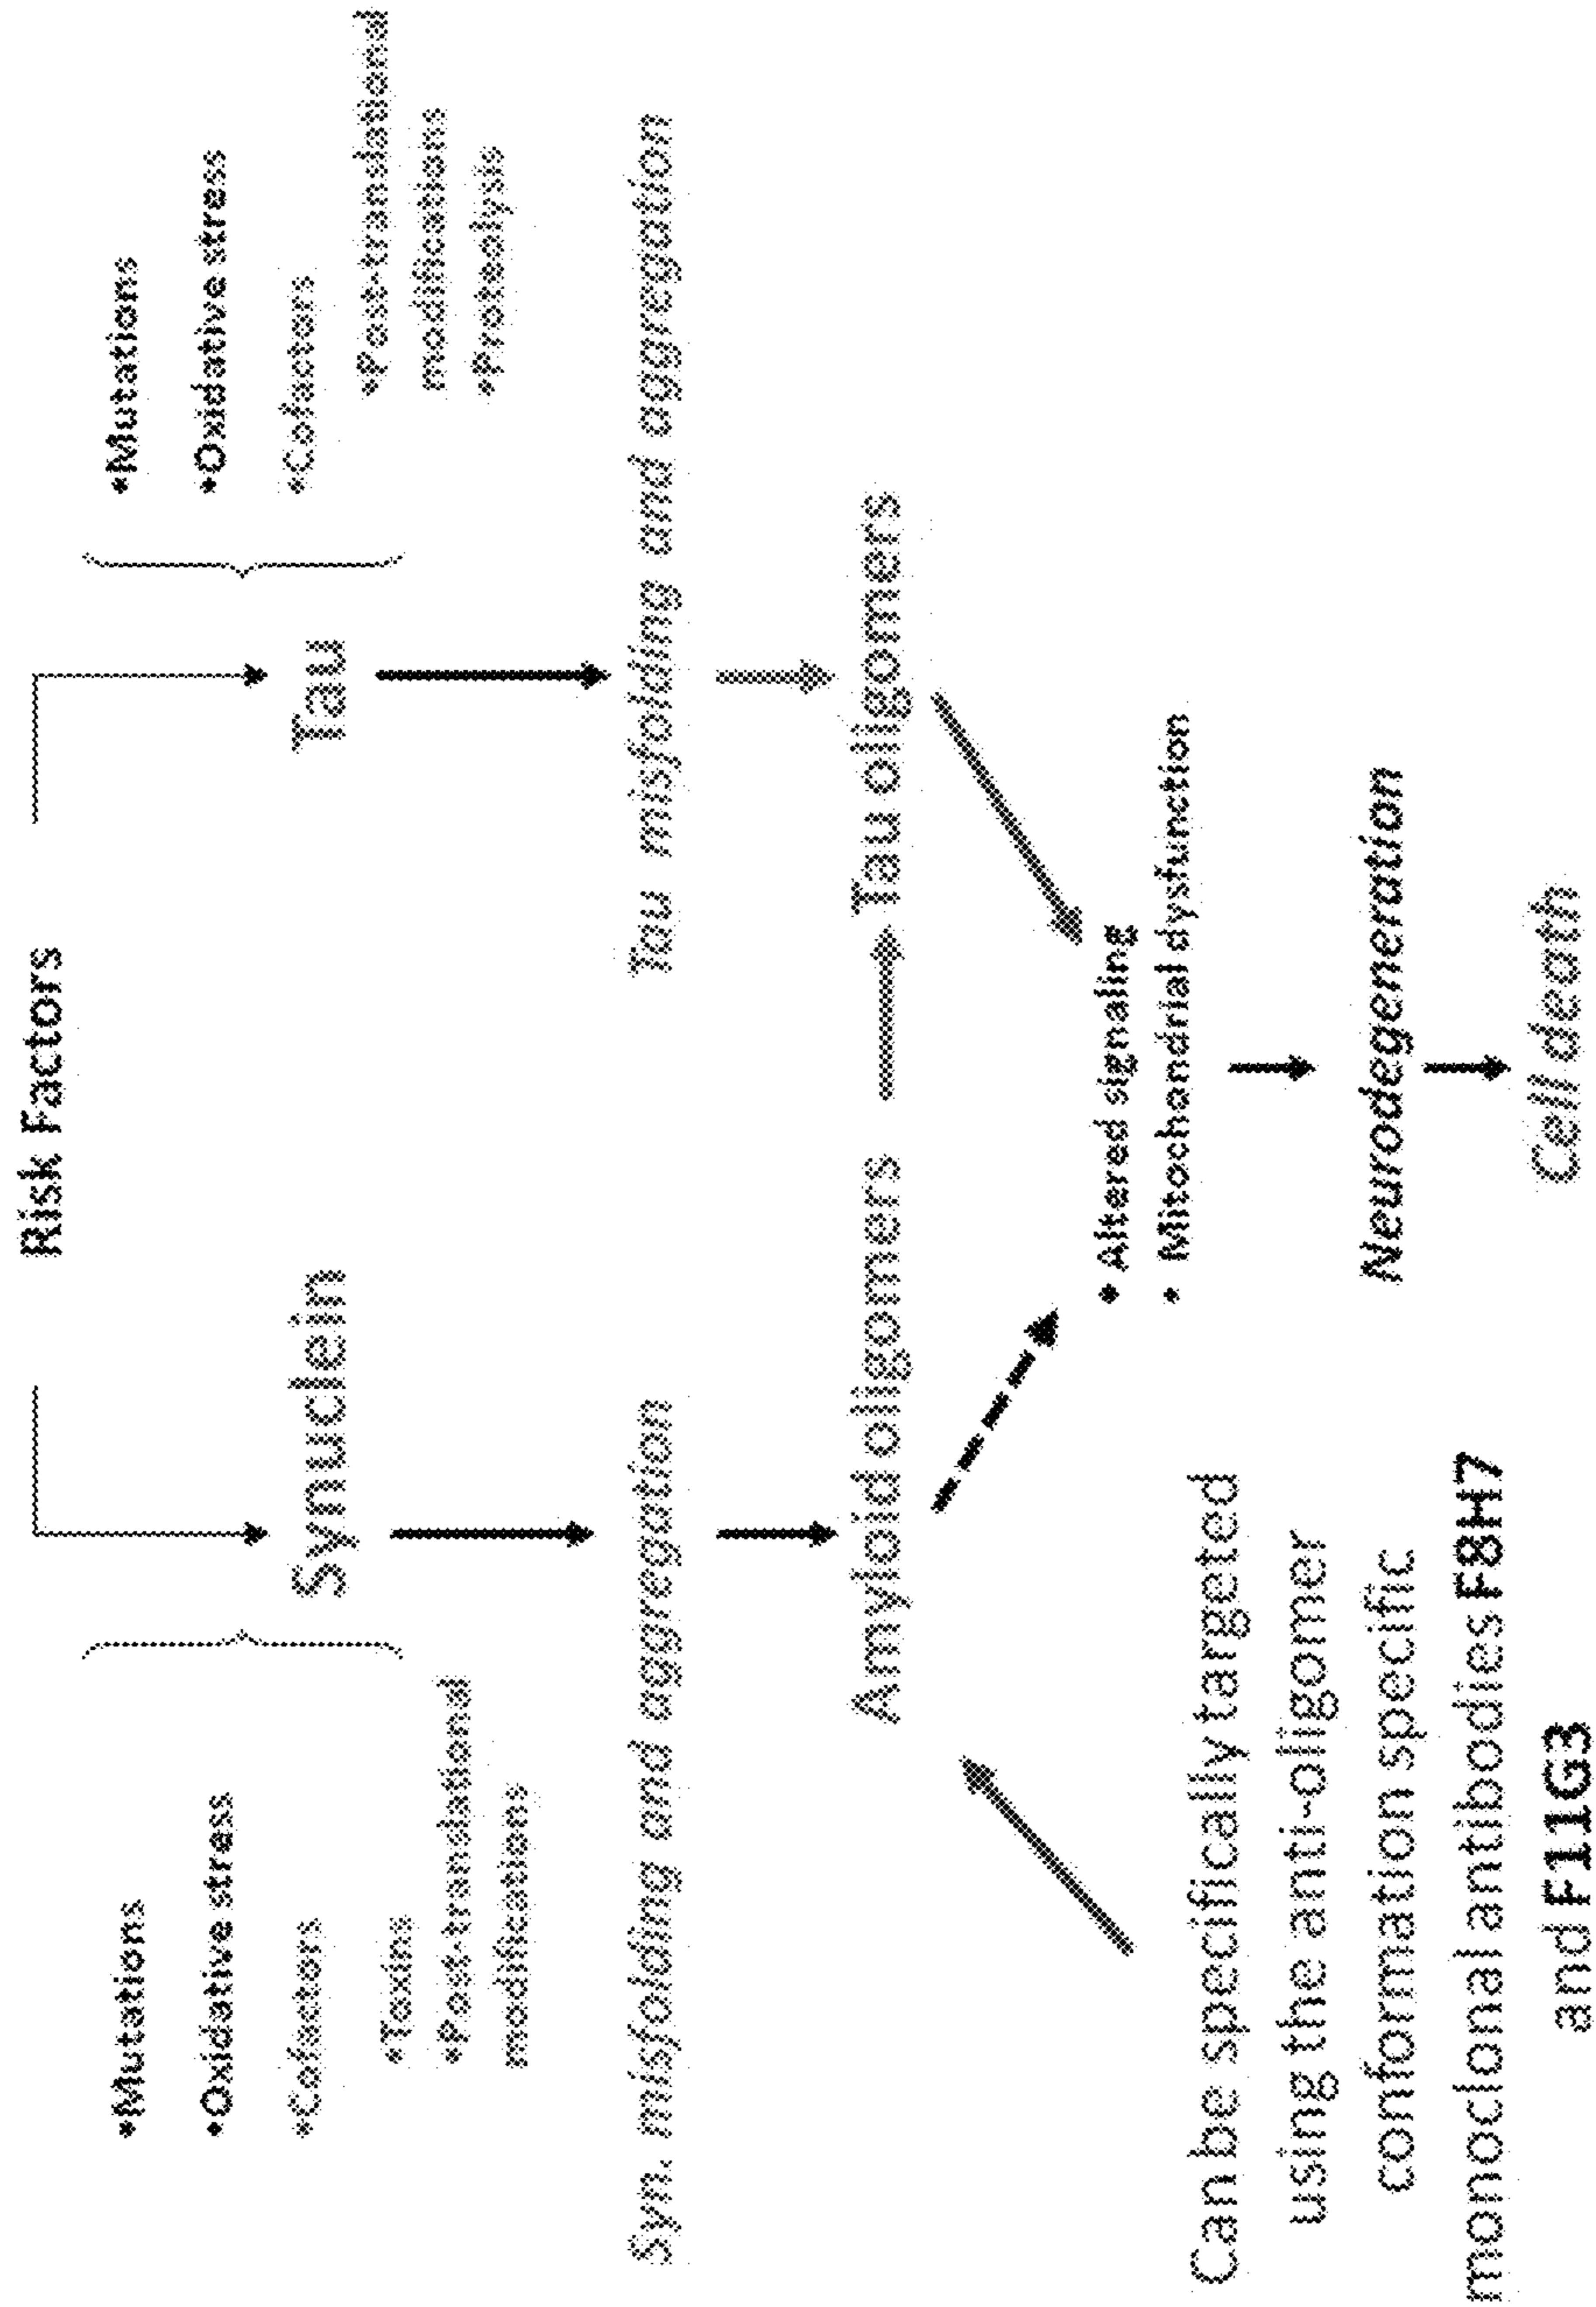 Risk Factors
•Mutations
•Oxidative stress
•Cofactors
•Toxins
•Post-translational
modifications
Synuclein
Tau
•Mutations
•Oxidative stress
•Cofactors
•Post-translational
modifications
•Proteolysis
Syn. misfolding and aggregation
Tau misfolding and aggregation
Amyloid oligomers
Tau oligomers
• Altered signaling
• Mitochondrial dysfunction
Neurodegeneration
Cell death
Can be specifically targeted
using the anti-oligomer
conformation specific
monoclonal antibodies F8H7
and F11G3